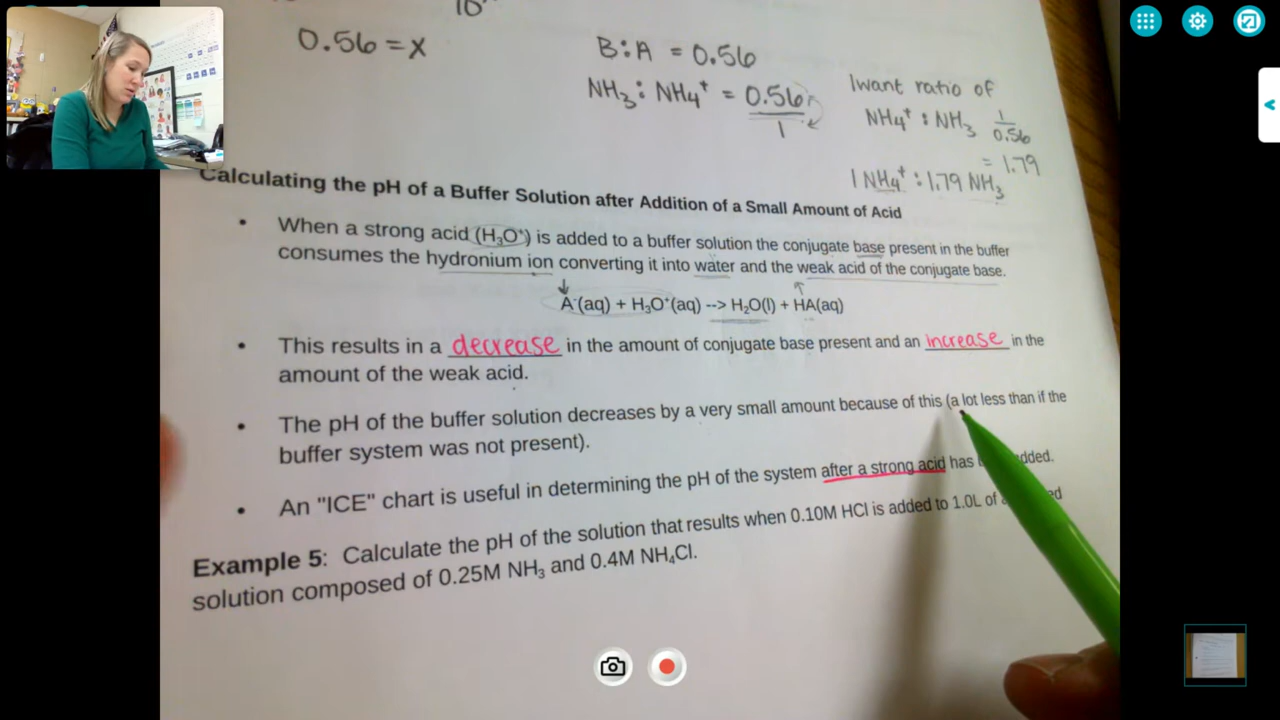 0.56 = x
B:A = 0.56
NH₃ : NH₄⁺ = 0.56
1
I want ratio of
NH₄⁺ : NH₃ 1/0.56
= 1.79
1 NH₄⁺ : 1.79 NH₃
Calculating the pH of a Buffer Solution after Addition of a Small Amount of Acid
• When a strong acid (H₃O⁺) is added to a buffer solution the conjugate base present in the buffer
consumes the hydronium ion converting it into water and the weak acid of the conjugate base.
A⁻(aq) + H₃O⁺(aq) --> H₂O(l) + HA(aq)
• This results in a decrease in the amount of conjugate base present and an increase in the
amount of the weak acid.
• The pH of the buffer solution decreases by a very small amount because of this (a lot less than if the
buffer system was not present).
• An "ICE" chart is useful in determining the pH of the system after a strong acid has added.
Example 5: Calculate the pH of the solution that results when 0.10M HCl is added to 1.0L of
solution composed of 0.25M NH₃ and 0.4M NH₄Cl.